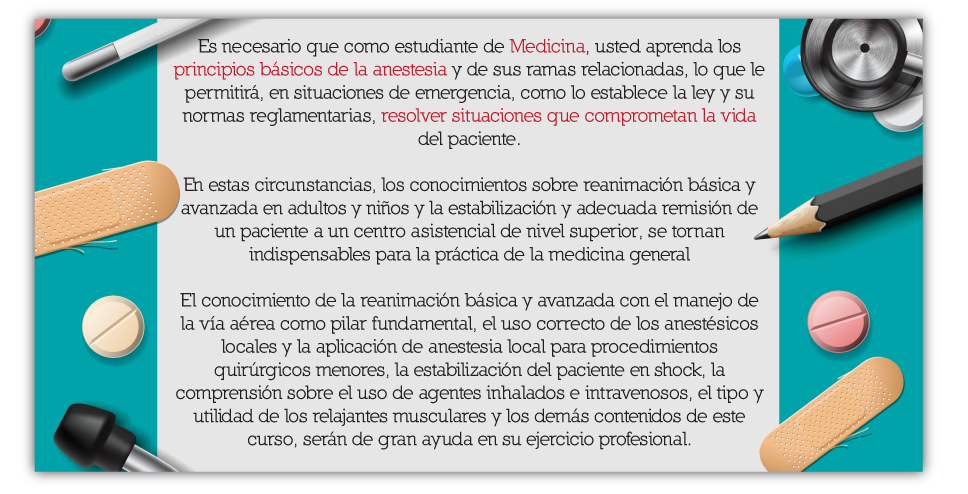 Es necesario que como estudiante de Medicina, usted aprenda los
principios básicos de la anestesia y de sus ramas relacionadas, lo que le
permitirá, en situaciones de emergencia, como lo establece la ley y su
normas reglamentarias, resolver situaciones que comprometan la vida
del paciente.
En estas circunstancias, los conocimientos sobre reanimación básica y
avanzada en adultos y niños y la estabilización y adecuada remisión de
un paciente a un centro asistencial de nivel superior, se tornan
indispensables para la práctica de la medicina general
El conocimiento de la reanimación básica y avanzada con el manejo de
la vía aérea como pilar fundamental, el uso correcto de los anestésicos
locales y la aplicación de anestesia local para procedimientos
quirúrgicos menores, la estabilización del paciente en shock, la
comprensión sobre el uso de agentes inhalados e intravenosos, el tipo y
utilidad de los relajantes musculares y los demás contenidos de este
curso, serán de gran ayuda en su ejercicio profesional.